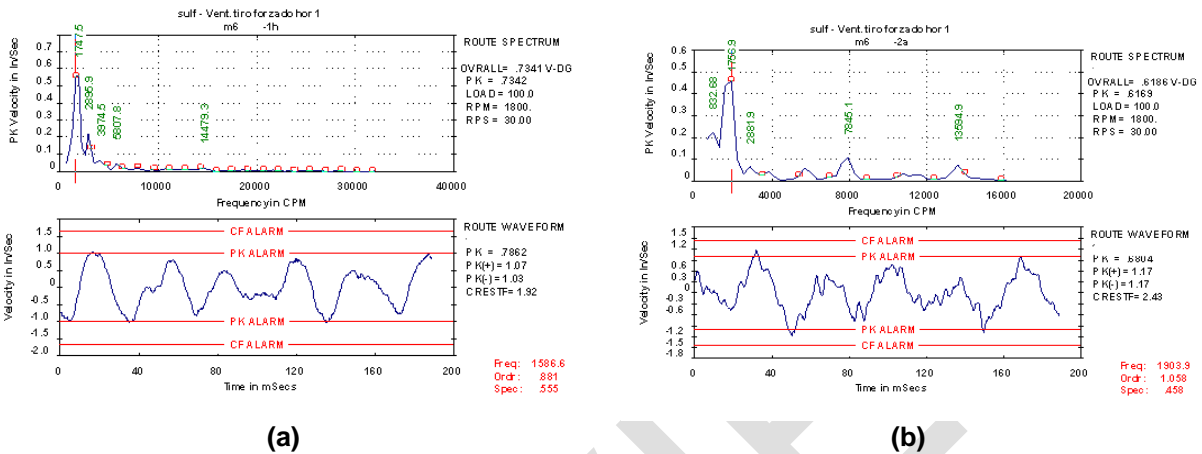 sulf - Vent.tiro forzado hor 1
m6 -1h
ROUTE SPECTRUM
OVERALL= .7341 V-DG
PK = .7342
LOAD = 100.0
RPM = 1800.
RPS = 30.00
PK Velocity in In/Sec
0.7
0.6
0.5
0.4
0.3
0.2
0.1
0
1747.5
2895.9
3974.5
5807.8
14479.3
0 10000 20000 30000 40000
Frequency in CPM
ROUTE WAVEFORM
PK = .7862
PK(+) = 1.07
PK(-) = 1.03
CRESTF= 1.92
Velocity in In/Sec
1.5
1.0
0.5
0
-0.5
-1.0
-1.5
-2.0
CF ALARM
PK ALARM
PK ALARM
CF ALARM
0 40 80 120 160 200
Time in mSecs
Freq: 1586.6
Ordr: .881
Spec: .555
(a)
sulf - Vent.tiro forzado hor 1
m6 -2a
ROUTE SPECTRUM
OVERALL= .6186 V-DG
PK = .6169
LOAD = 100.0
RPM = 1800.
RPS = 30.00
PK Velocity in In/Sec
0.6
0.5
0.4
0.3
0.2
0.1
0
832.68
1756.9
2881.9
7845.1
13594.9
0 4000 8000 12000 16000 20000
Frequency in CPM
ROUTE WAVEFORM
PK = .6804
PK(+) = 1.17
PK(-) = 1.17
CRESTF= 2.43
Velocity in In/Sec
1.5
1.2
0.6
0.3
0
-0.3
-0.6
-1.2
-1.5
-1.8
CF ALARM
PK ALARM
PK ALARM
CF ALARM
0 40 80 120 160 200
Time in mSecs
Freq: 1903.9
Ordr: 1.058
Spec: .458
(b)